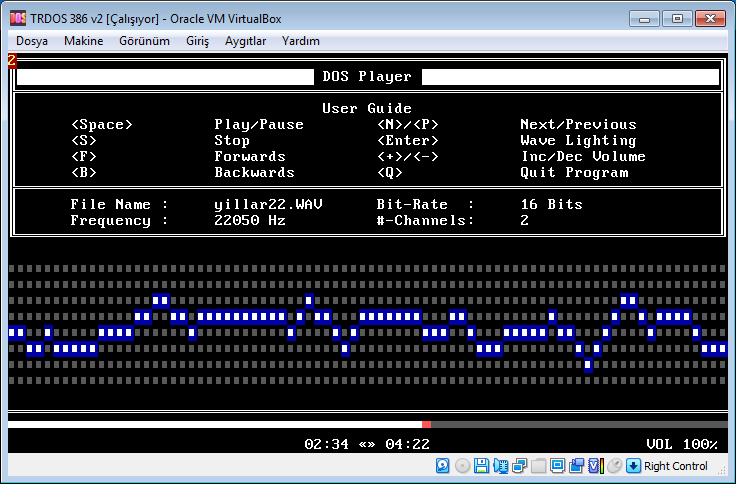 DOS TRDOS 386 v2 [Çalışıyor] - Oracle VM VirtualBox
Dosya Makine Görünüm Giriş Aygıtlar Yardım
2
DOS Player
User Guide
<Space> Play/Pause <N>/<P> Next/Previous
<S> Stop <Enter> Wave Lighting
<F> Forwards <+>/<-> Inc/Dec Volume
<B> Backwards <Q> Quit Program
File Name : yillar22.WAV Bit-Rate : 16 Bits
Frequency : 22050 Hz #-Channels: 2
02:34 «» 04:22 VOL 100%
Right Control